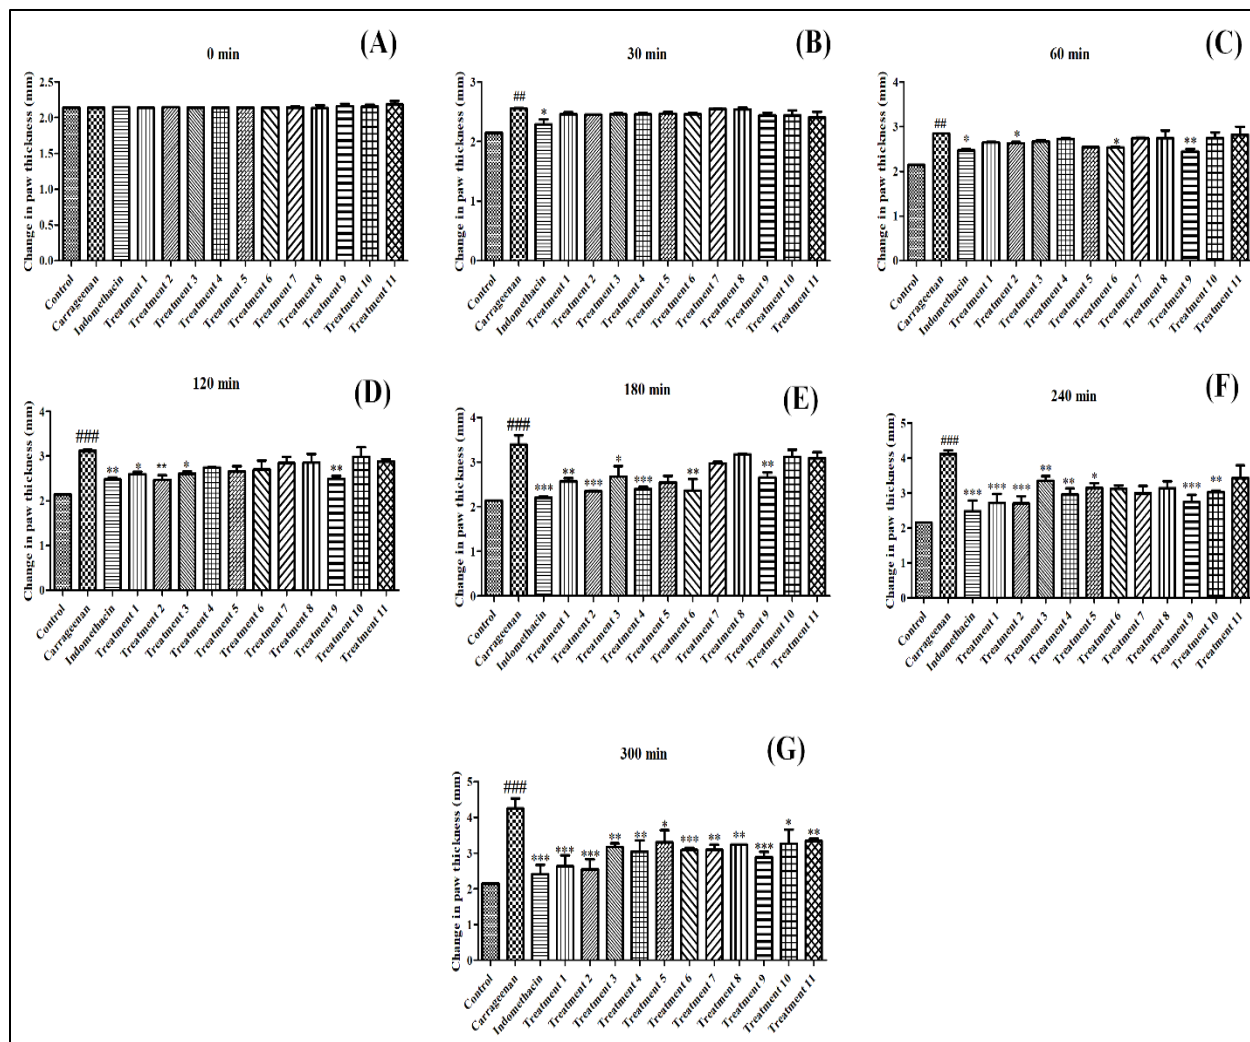 (A)
0 min
Change in paw thickness (mm)
2.5
2.0
1.5
1.0
0.5
0.0
Control
Carrageenan
Indomethacin
Treatment 1
Treatment 2
Treatment 3
Treatment 4
Treatment 5
Treatment 6
Treatment 7
Treatment 8
Treatment 9
Treatment 10
Treatment 11
(B)
30 min
Change in paw thickness (mm)
3
2
1
0
##
*
Control
Carrageenan
Indomethacin
Treatment 1
Treatment 2
Treatment 3
Treatment 4
Treatment 5
Treatment 6
Treatment 7
Treatment 8
Treatment 9
Treatment 10
Treatment 11
(C)
60 min
Change in paw thickness (mm)
4
3
2
1
0
##
*
*
*
**
Control
Carrageenan
Indomethacin
Treatment 1
Treatment 2
Treatment 3
Treatment 4
Treatment 5
Treatment 6
Treatment 7
Treatment 8
Treatment 9
Treatment 10
Treatment 11
(D)
120 min
Change in paw thickness (mm)
4
3
2
1
0
###
**
*
**
*
**
Control
Carrageenan
Indomethacin
Treatment 1
Treatment 2
Treatment 3
Treatment 4
Treatment 5
Treatment 6
Treatment 7
Treatment 8
Treatment 9
Treatment 10
Treatment 11
(E)
180 min
Change in paw thickness (mm)
4
3
2
1
0
###
***
**
***
*
***
**
**
Control
Carrageenan
Indomethacin
Treatment 1
Treatment 2
Treatment 3
Treatment 4
Treatment 5
Treatment 6
Treatment 7
Treatment 8
Treatment 9
Treatment 10
Treatment 11
(F)
240 min
Change in paw thickness (mm)
5
4
3
2
1
0
###
***
***
***
**
**
*
***
**
Control
Carrageenan
Indomethacin
Treatment 1
Treatment 2
Treatment 3
Treatment 4
Treatment 5
Treatment 6
Treatment 7
Treatment 8
Treatment 9
Treatment 10
Treatment 11
(G)
300 min
Change in paw thickness (mm)
5
4
3
2
1
0
###
***
***
***
**
**
*
***
**
**
***
*
**
Control
Carrageenan
Indomethacin
Treatment 1
Treatment 2
Treatment 3
Treatment 4
Treatment 5
Treatment 6
Treatment 7
Treatment 8
Treatment 9
Treatment 10
Treatment 11